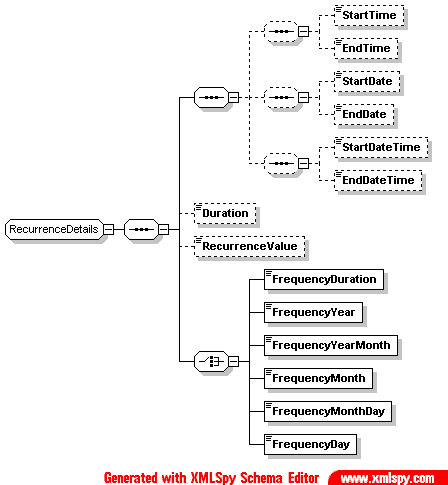 StartTime
EndTime
StartDate
EndDate
StartDateTime
EndDateTime
Duration
RecurrenceDetails
RecurrenceValue
FrequencyDuration
FrequencyYear
FrequencyYearMonth
FrequencyMonth
FrequencyMonthDay
FrequencyDay
Generated with XMLSpy Schema Editor www.xmlspy.com